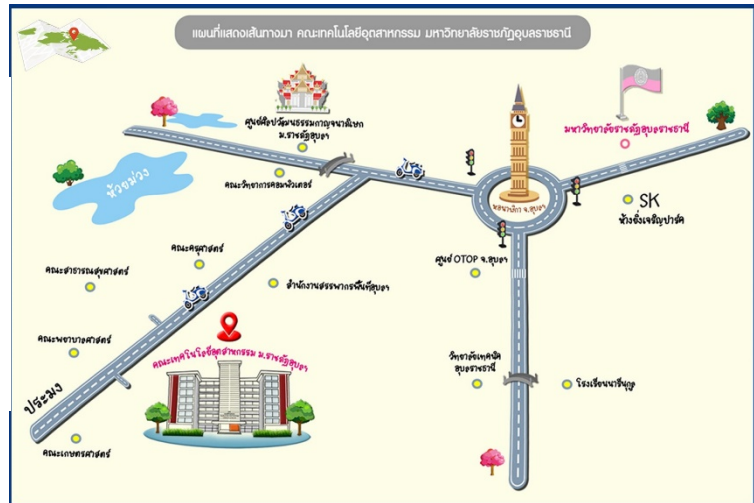 แผนที่แสดงเส้นทางมา คณะเทคโนโลยีอุตสาหกรรม มหาวิทยาลัยราชภัฏอุบลราชธานี
ศูนย์ศิลปวัฒนธรรมกาญจนาภิเษก
ม.ราชภัฏอุบลฯ
มหาวิทยาลัยราชภัฏอุบลราชธานี
ห้วยม่วง
คณะวิทยาการคอมพิวเตอร์
หอนาฬิกา จ.อุบลฯ
SK
ห้างยิ่งเจริญปาร์ค
คณะครุศาสตร์
ศูนย์ OTOP จ.อุบลฯ
คณะสาธารณสุขศาสตร์
สำนักงานสรรพากรพื้นที่อุบลฯ
คณะพยาบาลศาสตร์
คณะเทคโนโลยีอุตสาหกรรม ม.ราชภัฏอุบลฯ
วิทยาลัยเทคนิค
อุบลราชธานี
โรงเรียนนารีนุกูล
ประมง
คณะเกษตรศาสตร์